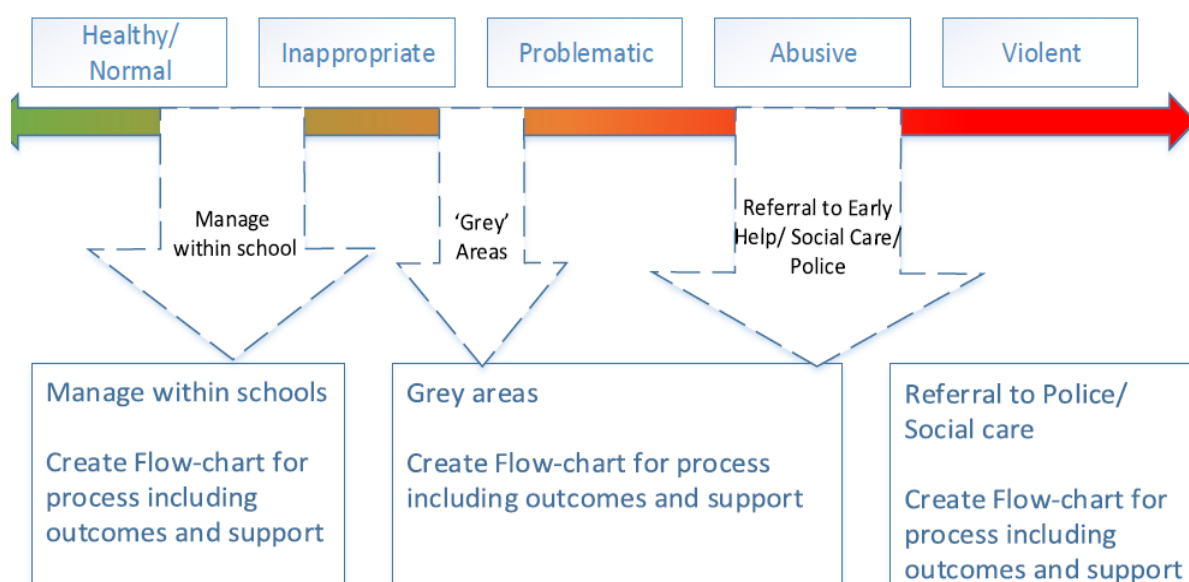 Healthy/
Normal
Inappropriate
Problematic
Abusive
Violent
Manage
within school
‘Grey’
Areas
Referral to Early
Help/ Social Care/
Police
Manage within schools
Create Flow-chart for
process including
outcomes and support
Grey areas
Create Flow-chart for process
including outcomes and support
Referral to Police/
Social care
Create Flow-chart for
process including
outcomes and support